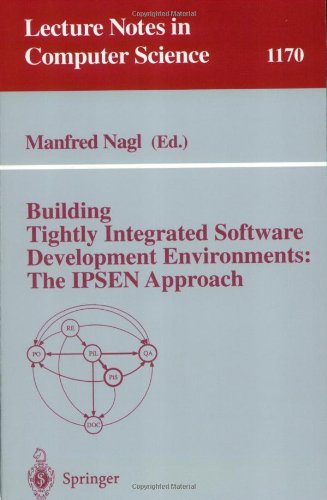 Lecture Notes in
Computer Science 1170
Manfred Nagl (Ed.)
Building
Tightly Integrated Software
Development Environments:
The IPSEN Approach
RE
PO PiL QA
PiS
DOC
Springer